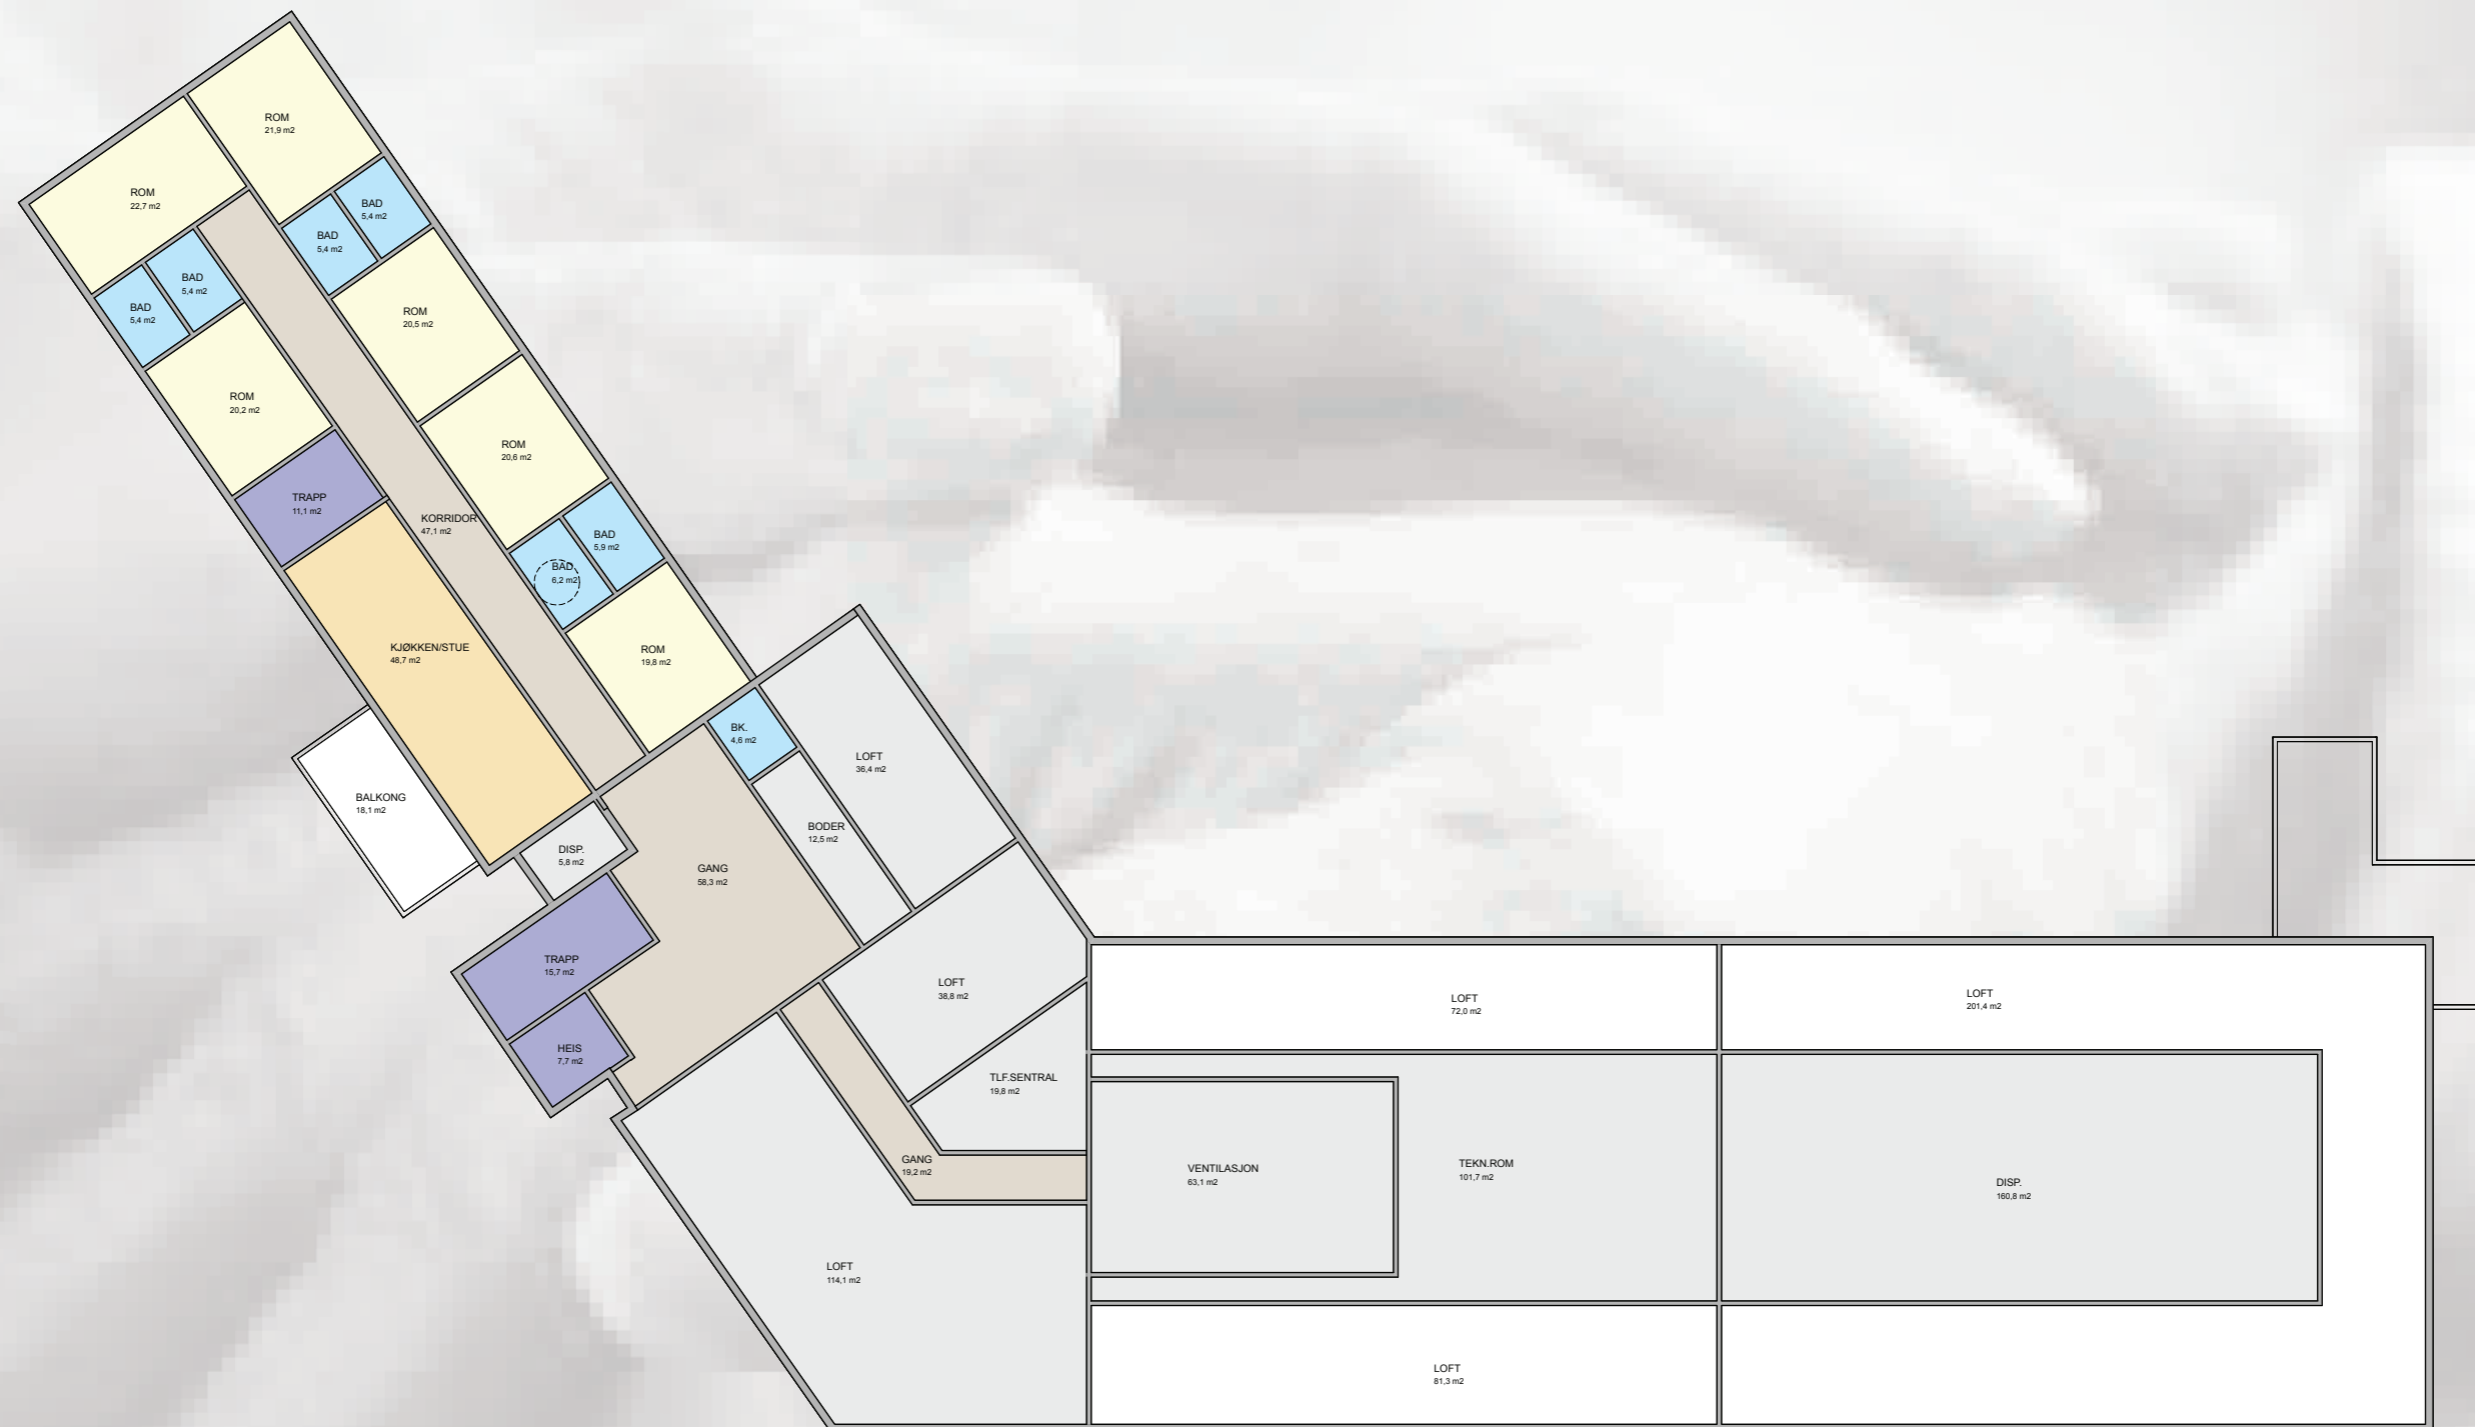 ROM
21,9 m2
ROM
22,7 m2
BAD
5,4 m2
BAD
5,4 m2
BAD
5,4 m2
BAD
5,4 m2
ROM
20,5 m2
ROM
20,2 m2
ROM
20,6 m2
TRAPP
11,1 m2
KORRIDOR
47,1 m2
BAD
5,9 m2
BAD
6,2 m2
KJØKKEN/STUE
48,7 m2
ROM
19,8 m2
BK.
4,6 m2
LOFT
36,4 m2
BALKONG
18,1 m2
BODER
12,5 m2
DISP.
5,8 m2
GANG
58,3 m2
TRAPP
15,7 m2
LOFT
38,8 m2
LOFT
72,0 m2
LOFT
201,4 m2
HEIS
7,7 m2
TLF.SENTRAL
19,8 m2
GANG
19,2 m2
VENTILASJON
63,1 m2
TEKN.ROM
101,7 m2
DISP.
160,8 m2
LOFT
114,1 m2
LOFT
81,3 m2